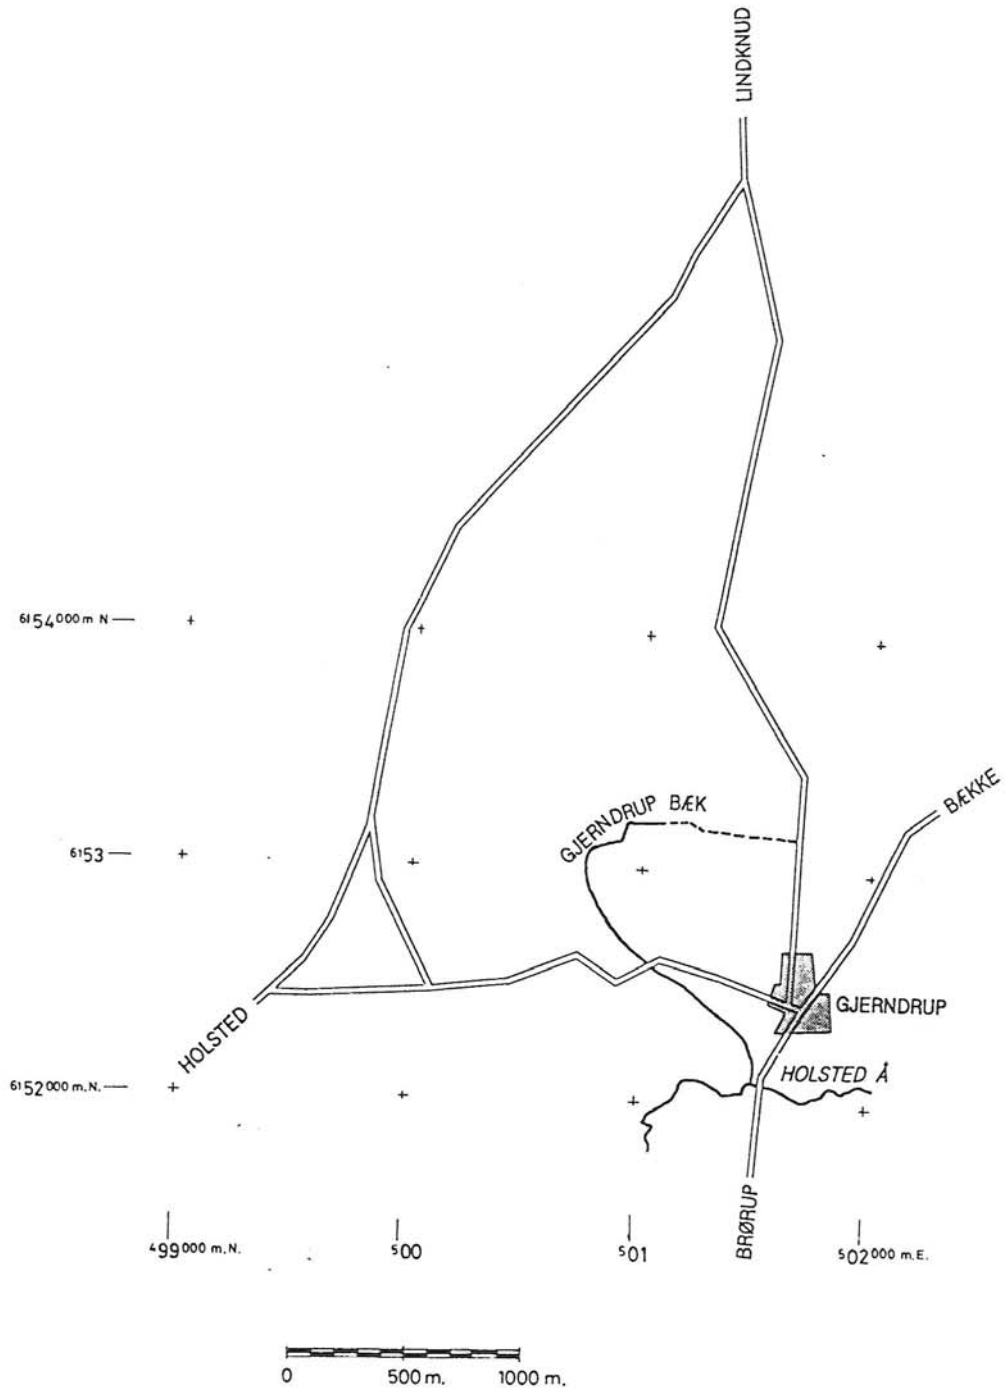 LINDKNUD
6154000 m N
GJERNDRUP BÆK
BÆKKE
6153
GJERNDRUP
HOLSTED
HOLSTED Å
6152000 m.N.
BRØRUP
499000 m.N.
500
501
502000 m.E.
0 500 m. 1000 m.